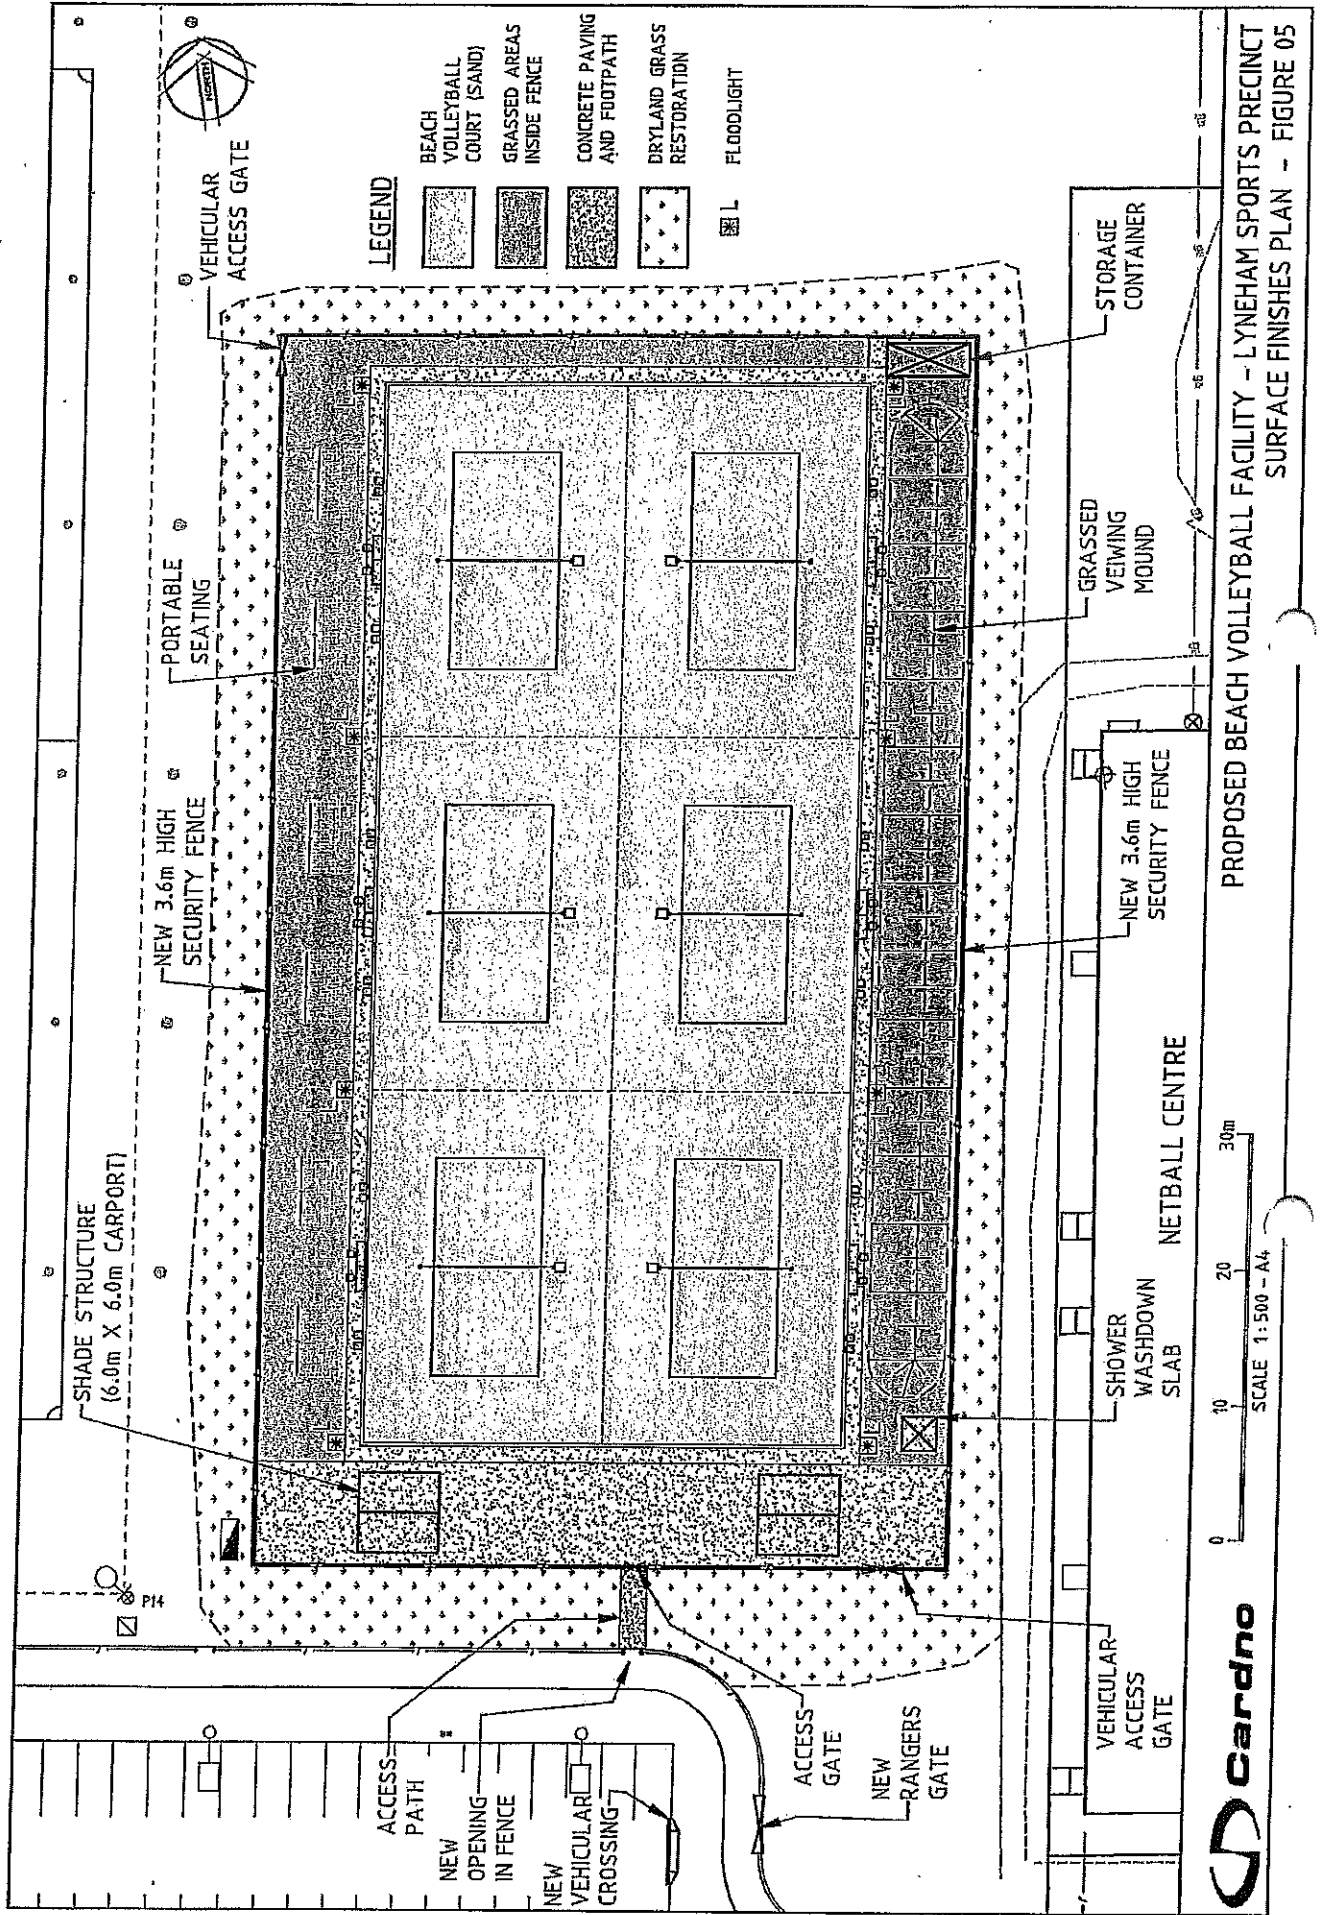 SHADE STRUCTURE
(6.0m X 6.0m CARPORT)
NEW 3.6m HIGH
SECURITY FENCE
PORTABLE
SEATING
VEHICULAR
ACCESS GATE
NORTH
P14
LEGEND
BEACH
VOLLEYBALL
COURT (SAND)
GRASSED AREAS
INSIDE FENCE
CONCRETE PAVING
AND FOOTPATH
DRYLAND GRASS
RESTORATION
L FLOODLIGHT
ACCESS
PATH
NEW
OPENING
IN FENCE
NEW
VEHICULAR
CROSSING
ACCESS
GATE
NEW
RANGERS
GATE
VEHICULAR
ACCESS
GATE
SHOWER
WASHDOWN
SLAB
NETBALL CENTRE
NEW 3.6m HIGH
SECURITY FENCE
GRASSED
VEIWING
MOUND
STORAGE
CONTAINER
Cardno
0 10 20 30m
SCALE 1:500 - A4
PROPOSED BEACH VOLLEYBALL FACILITY - LYNEHAM SPORTS PRECINCT
SURFACE FINISHES PLAN - FIGURE 05